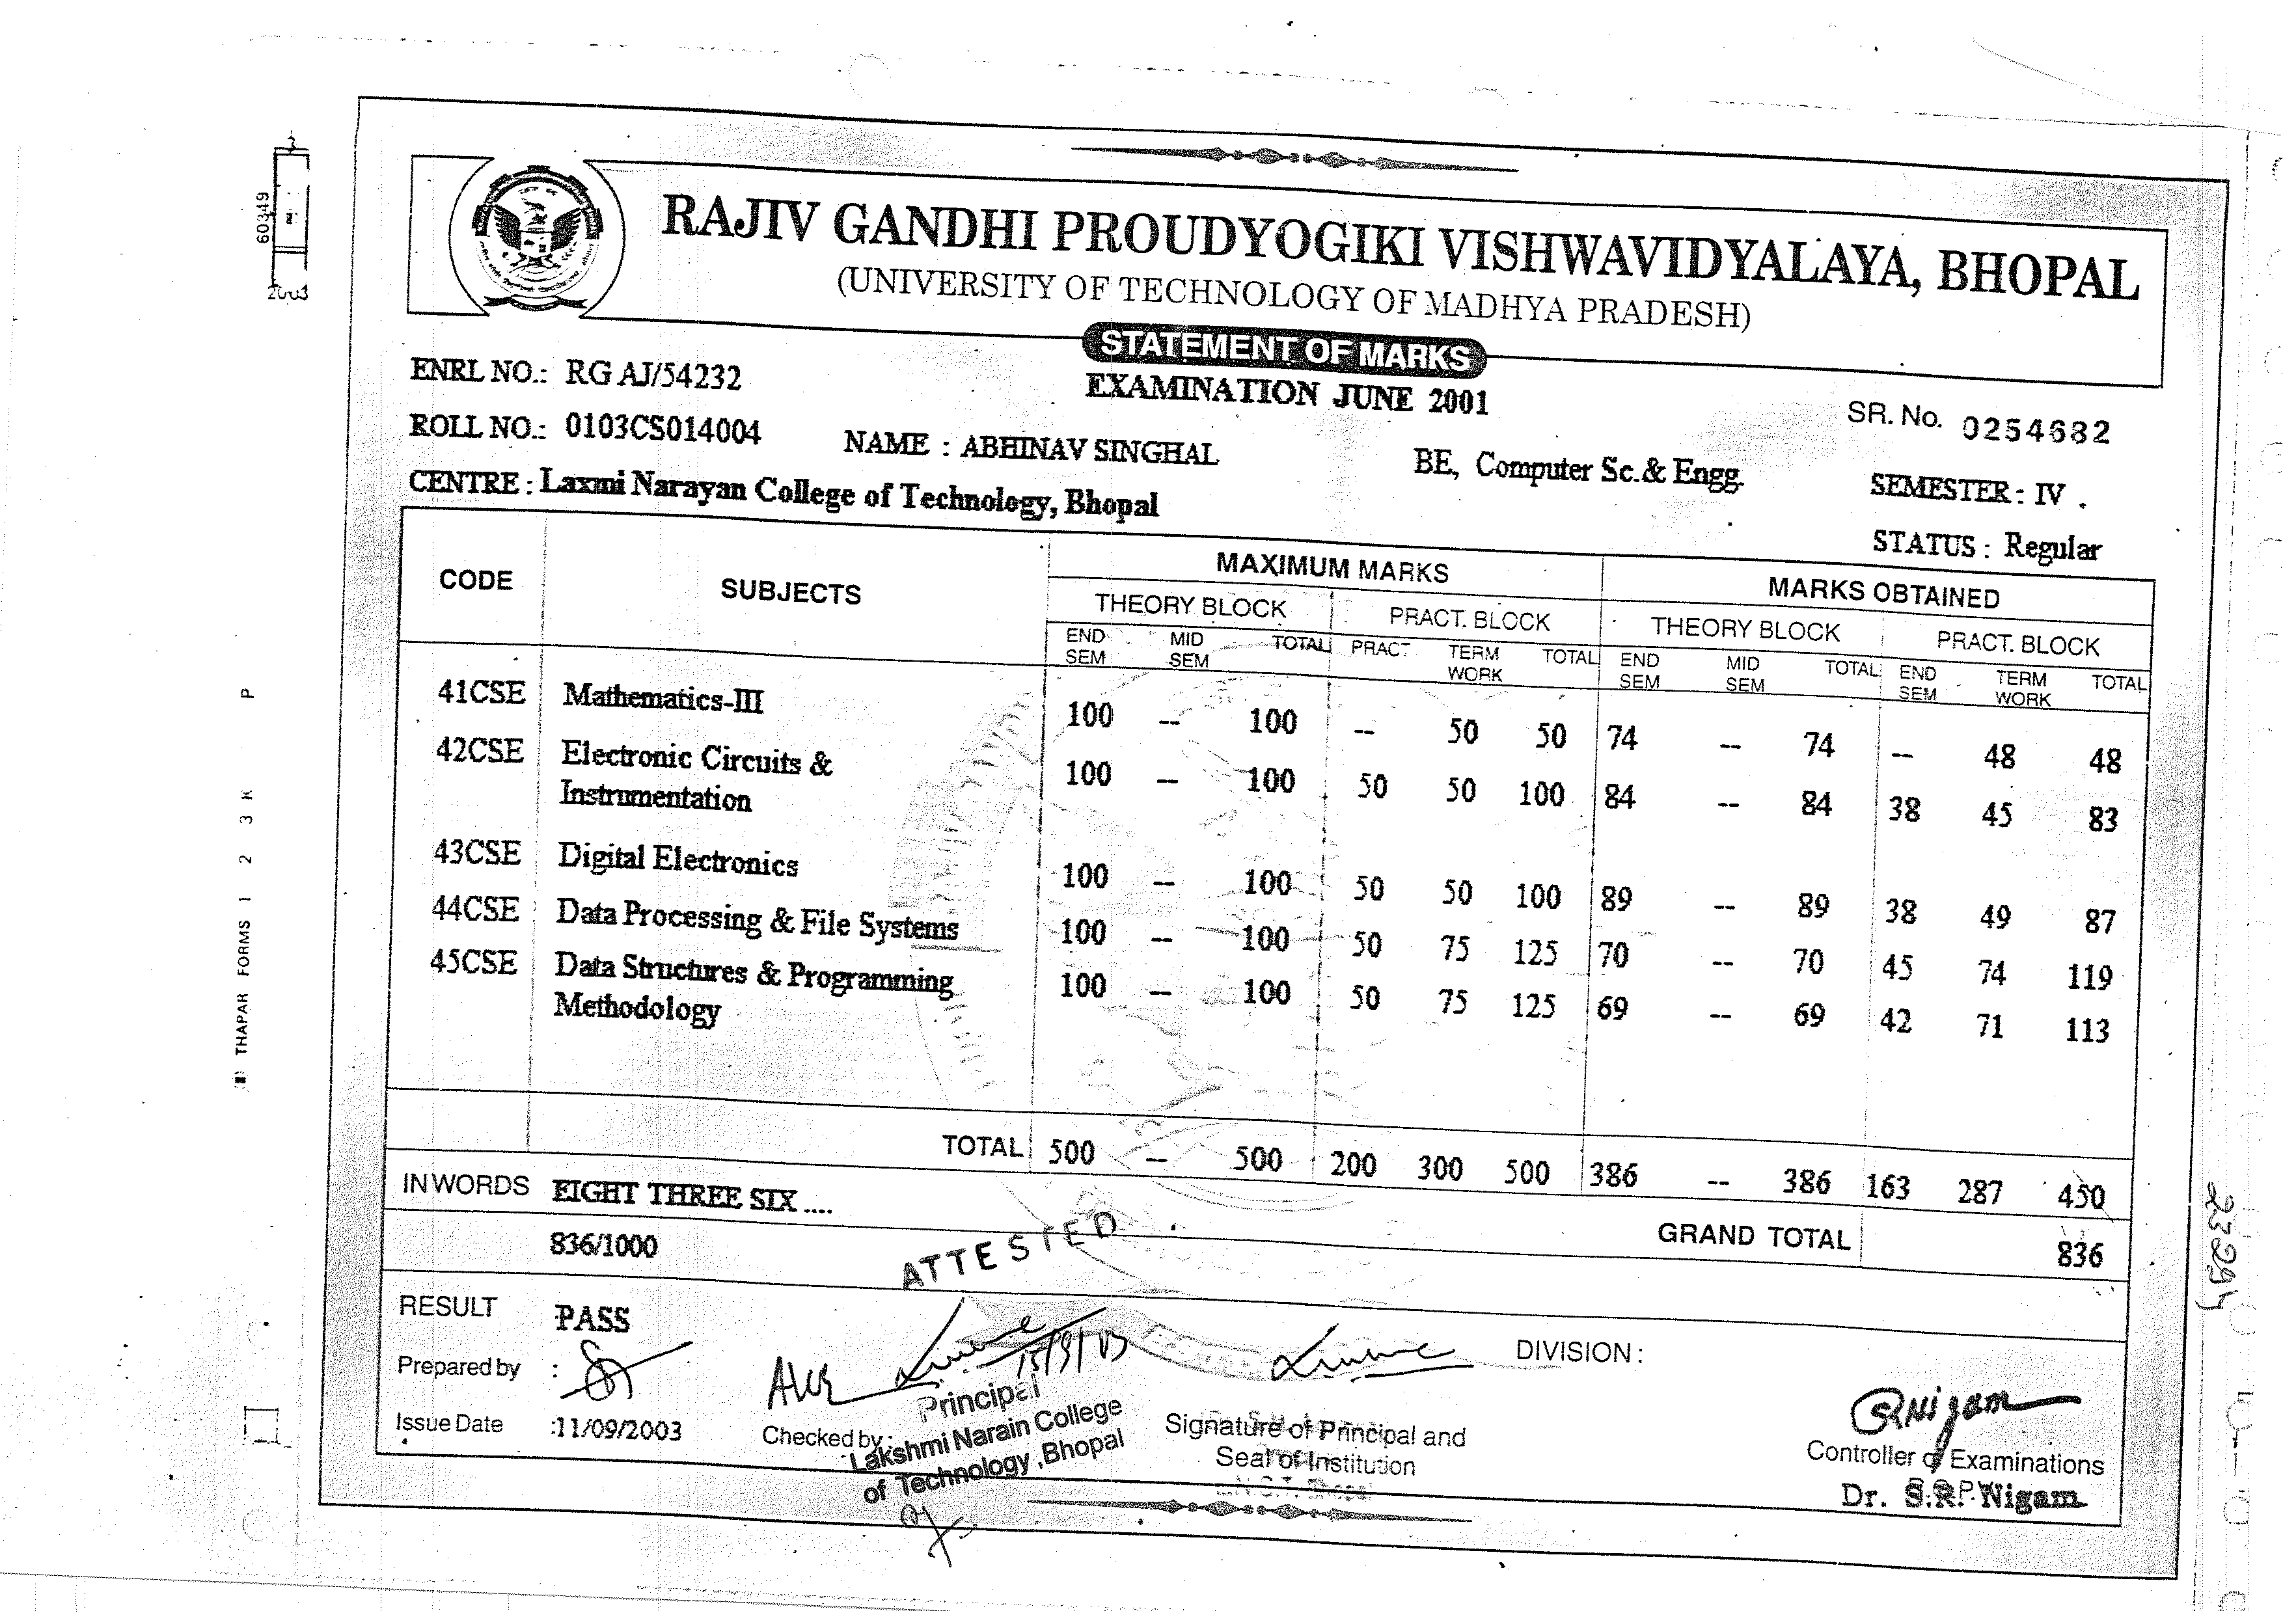 RAJIV GANDHI PROUDYOGIKI VISHWAVIDYALAYA, BHOPAL
(UNIVERSITY OF TECHNOLOGY OF MADHYA PRADESH)
STATEMENT OF MARKS
EXAMINATION JUNE 2001
ENRL NO.: RG AJ/54232
SR. No. 0254682
ROLL NO.: 0103CS014004 NAME : ABHINAV SINGHAL BE, Computer Sc.& Engg. SEMESTER : IV .
CENTRE : Laxmi Narayan College of Technology, Bhopal STATUS : Regular
CODE SUBJECTS MAXIMUM MARKS MARKS OBTAINED
THEORY BLOCK PRACT. BLOCK THEORY BLOCK PRACT. BLOCK
END SEM MID SEM TOTAL PRACT TERM WORK TOTAL END SEM MID SEM TOTAL END SEM TERM WORK TOTAL
41CSE Mathematics-III 100 -- 100 -- 50 50 74 -- 74 -- 48 48
42CSE Electronic Circuits & 100 -- 100 50 50 100 84 -- 84 38 45 83
Instrumentation
43CSE Digital Electronics 100 -- 100 50 50 100 89 -- 89 38 49 87
44CSE Data Processing & File Systems 100 -- 100 50 75 125 70 -- 70 45 74 119
45CSE Data Structures & Programming 100 -- 100 50 75 125 69 -- 69 42 71 113
Methodology
TOTAL 500 -- 500 200 300 500 386 -- 386 163 287 450
IN WORDS EIGHT THREE SIX ....
836/1000 GRAND TOTAL 836
ATTESTED
RESULT PASS
DIVISION :
Prepared by :
15/9/03
Issue Date :11/09/2003
Checked by :
Principal
Lakshmi Narain College
of Technology, Bhopal
Signature of Principal and
Seal of Institution
Controller of Examinations
Dr. S.R. Nigam
60349
2003
THAPAR FORMS 1 2 3 K P